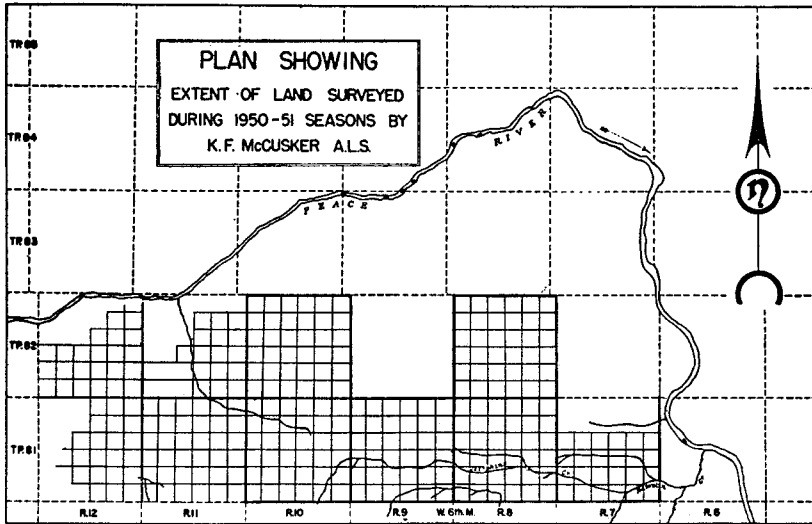 TP. 85
PLAN SHOWING
EXTENT OF LAND SURVEYED
DURING 1950-51 SEASONS BY
K. F. McCUSKER A.L.S.
TP. 84
RIVER
PEACE
n
TP. 83
TP. 82
TP. 81
R.12 R.11 R.10 R.9 W. 6th. M. R.8 R.7 R.6